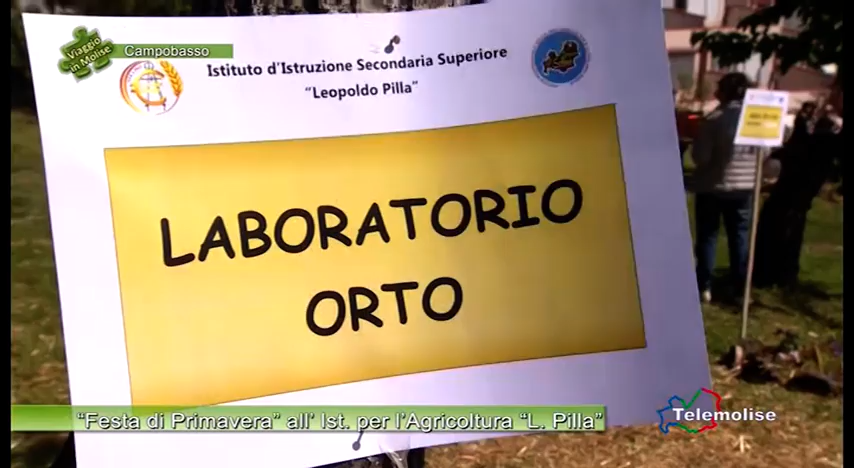 Viaggio
in Molise
Campobasso
Istituto d'Istruzione Secondaria Superiore
"Leopoldo Pilla"
LABORATORIO
ORTO
"Festa di Primavera" all' Ist. per l'Agricoltura "L. Pilla"
Telemolise